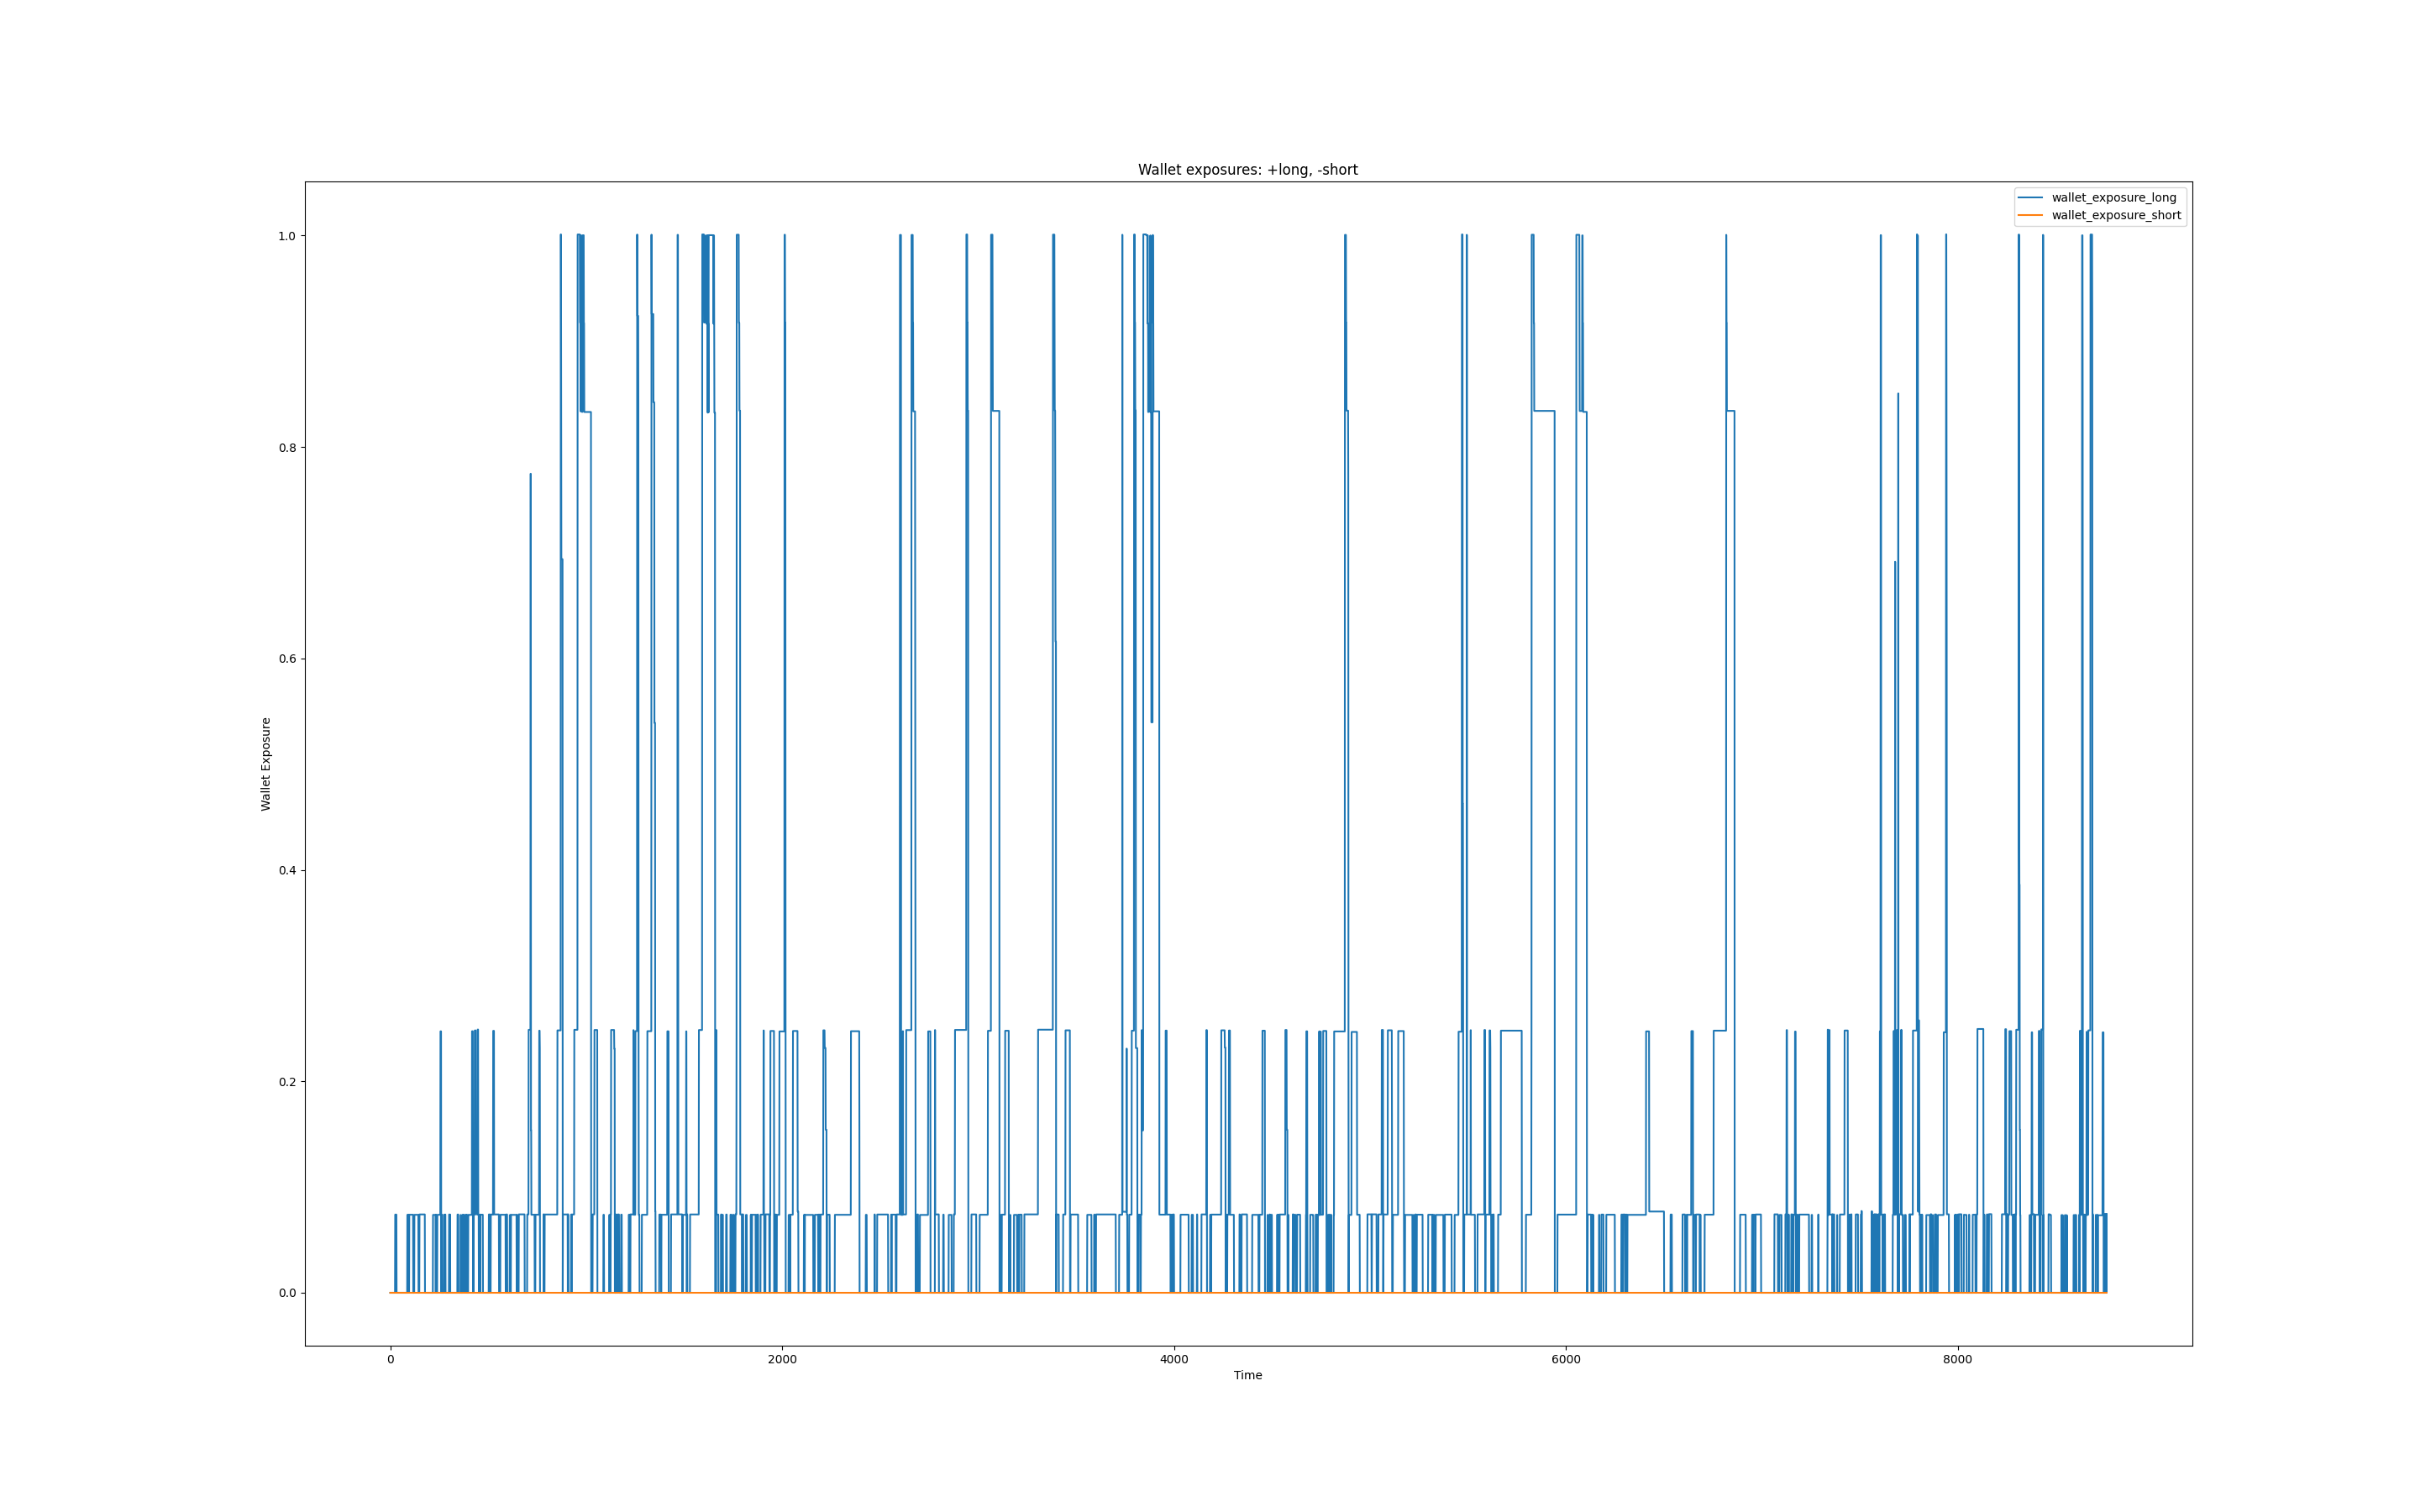 Wallet exposures: +long, -short
wallet_exposure_long
wallet_exposure_short
1.0
0.8
0.6
0.4
0.2
0.0
Wallet Exposure
0 2000 4000 6000 8000
Time